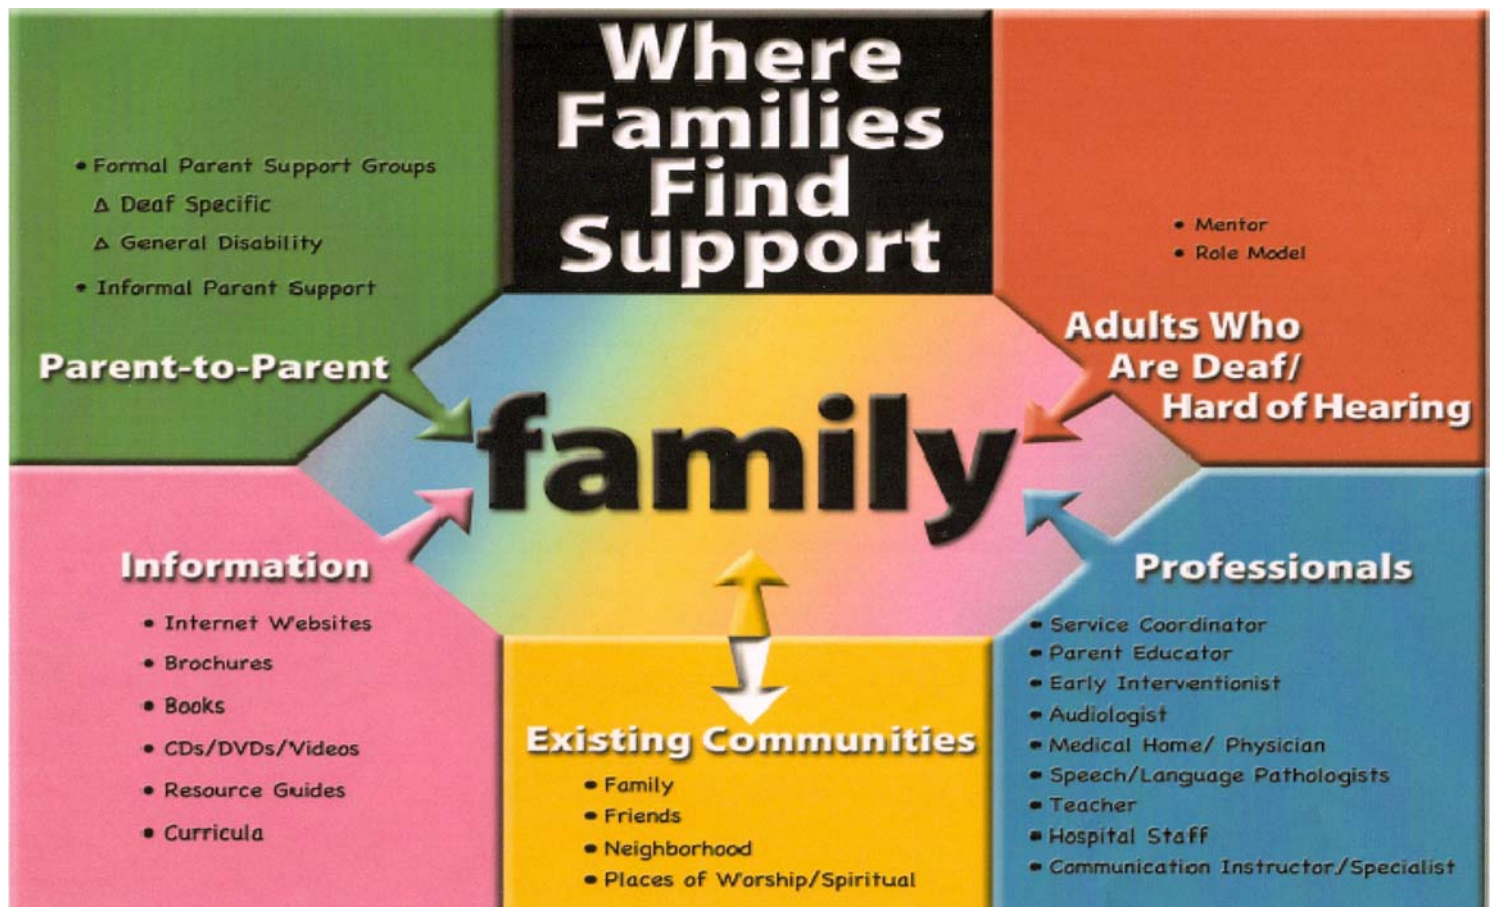 Where
Families
Find
Support
• Formal Parent Support Groups
Δ Deaf Specific
Δ General Disability
• Informal Parent Support
Parent-to-Parent
• Mentor
• Role Model
Adults Who
Are Deaf/
Hard of Hearing
family
Information
• Internet Websites
• Brochures
• Books
• CDs/DVDs/Videos
• Resource Guides
• Curricula
Existing Communities
• Family
• Friends
• Neighborhood
• Places of Worship/Spiritual
Professionals
• Service Coordinator
• Parent Educator
• Early Interventionist
• Audiologist
• Medical Home/ Physician
• Speech/Language Pathologists
• Teacher
• Hospital Staff
• Communication Instructor/Specialist